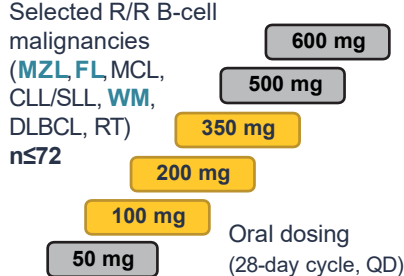 Selected R/R B-cell
malignancies
(MZL, FL, MCL,
CLL/SLL, WM,
DLBCL, RT)
n≤72
600 mg
500 mg
350 mg
200 mg
100 mg
50 mg
Oral dosing
(28-day cycle, QD)